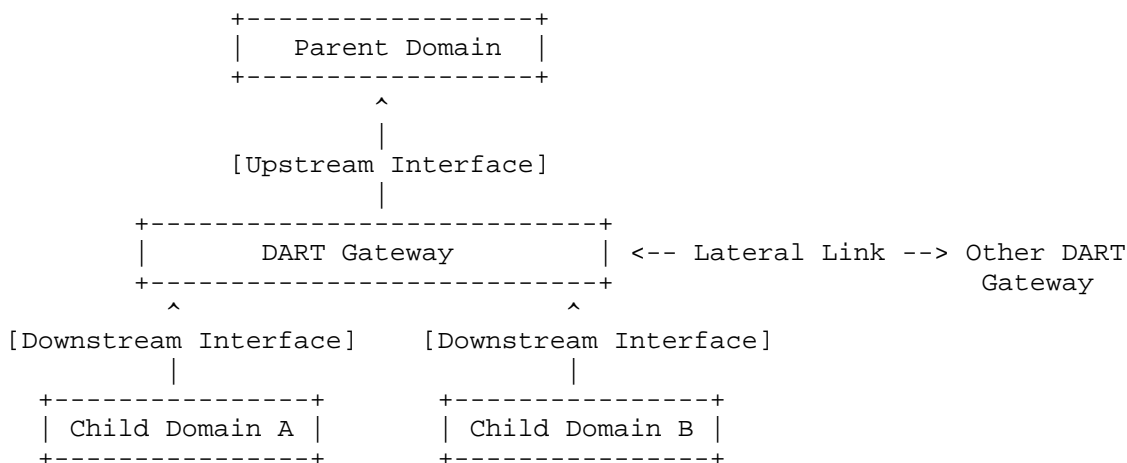 Parent Domain
[Upstream Interface]
DART Gateway <-- Lateral Link --> Other DART
Gateway
[Downstream Interface] [Downstream Interface]
Child Domain A Child Domain B